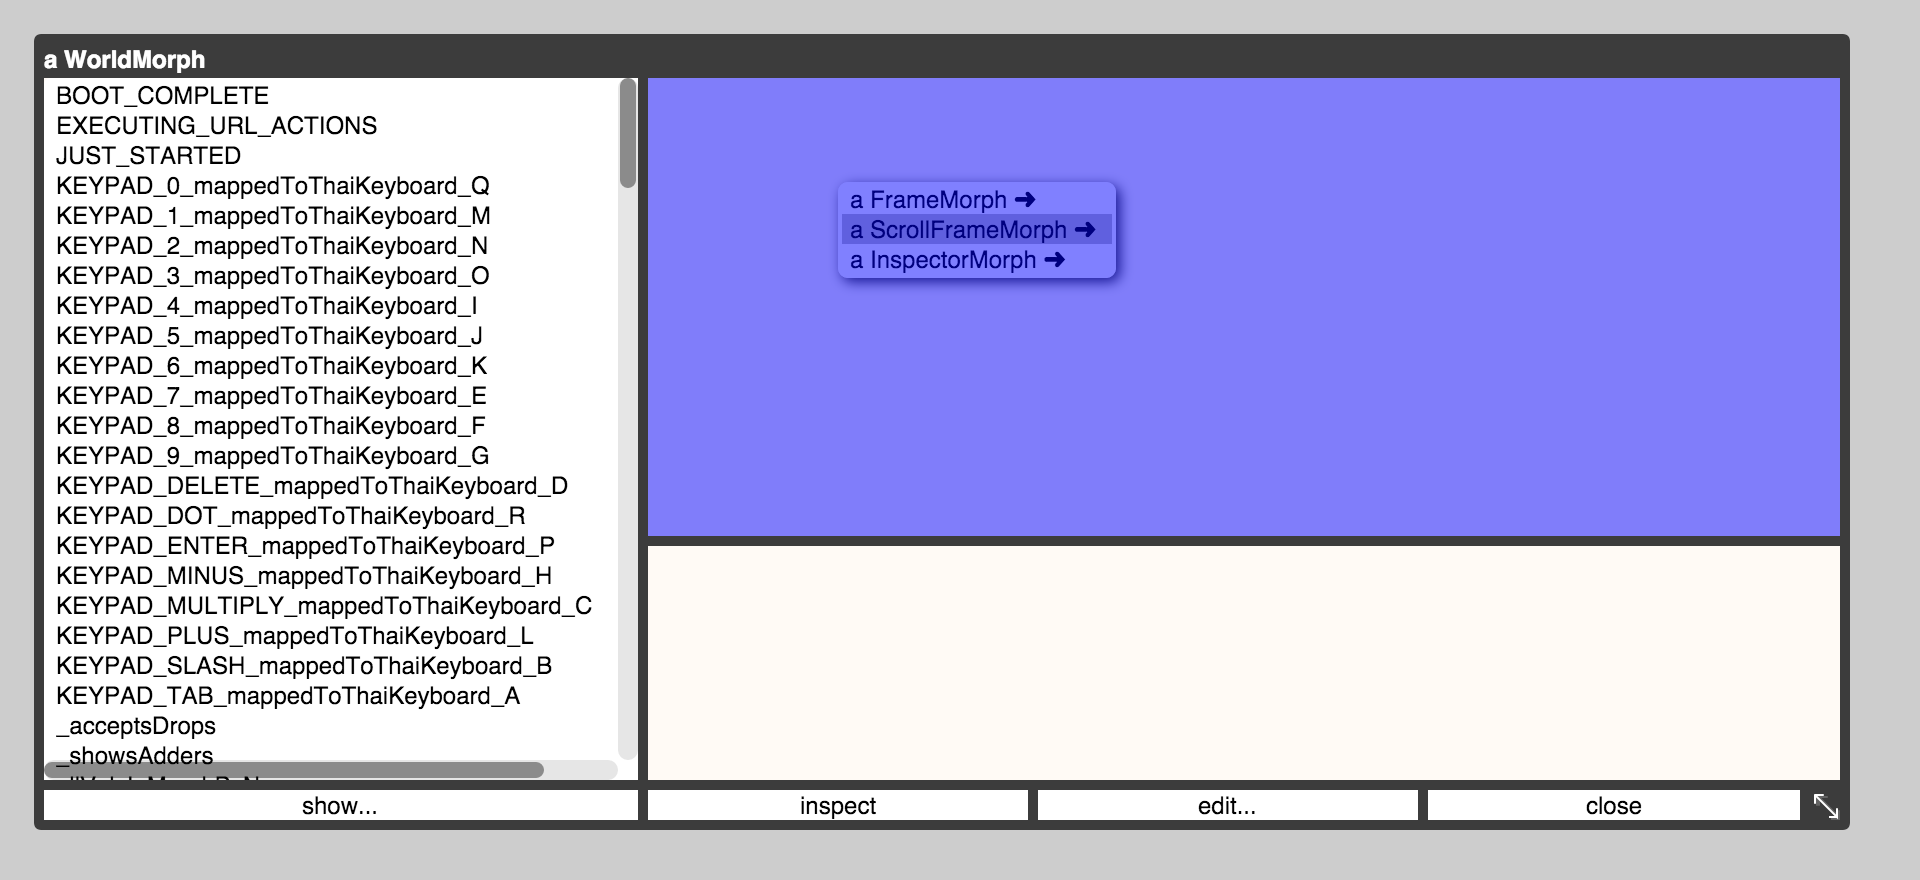 a WorldMorph
BOOT_COMPLETE
EXECUTING_URL_ACTIONS
JUST_STARTED
KEYPAD_0_mappedToThaiKeyboard_Q
KEYPAD_1_mappedToThaiKeyboard_M
KEYPAD_2_mappedToThaiKeyboard_N
KEYPAD_3_mappedToThaiKeyboard_O
KEYPAD_4_mappedToThaiKeyboard_I
KEYPAD_5_mappedToThaiKeyboard_J
KEYPAD_6_mappedToThaiKeyboard_K
KEYPAD_7_mappedToThaiKeyboard_E
KEYPAD_8_mappedToThaiKeyboard_F
KEYPAD_9_mappedToThaiKeyboard_G
KEYPAD_DELETE_mappedToThaiKeyboard_D
KEYPAD_DOT_mappedToThaiKeyboard_R
KEYPAD_ENTER_mappedToThaiKeyboard_P
KEYPAD_MINUS_mappedToThaiKeyboard_H
KEYPAD_MULTIPLY_mappedToThaiKeyboard_C
KEYPAD_PLUS_mappedToThaiKeyboard_L
KEYPAD_SLASH_mappedToThaiKeyboard_B
KEYPAD_TAB_mappedToThaiKeyboard_A
_acceptsDrops
_showsAdders
a FrameMorph ➜
a ScrollFrameMorph ➜
a InspectorMorph ➜
show...
inspect
edit...
close